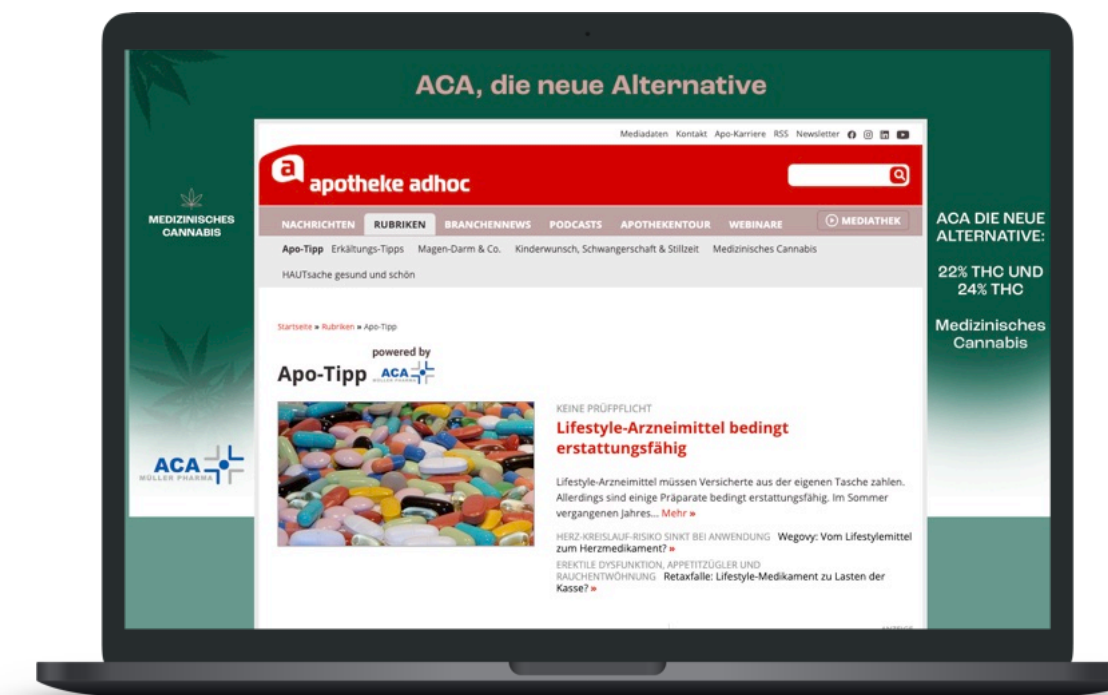 ACA, die neue Alternative
Mediadaten Kontakt Apo-Karriere RSS Newsletter
a apotheke adhoc
NACHRICHTEN RUBRIKEN BRANCHENNEWS PODCASTS APOTHEKENTOUR WEBINARE MEDIATHEK
Apo-Tipp Erkältungs-Tipps Magen-Darm & Co. Kinderwunsch, Schwangerschaft & Stillzeit Medizinisches Cannabis
HAUTsache gesund und schön
MEDIZINISCHES
CANNABIS
ACA
MÜLLER PHARMA
Startseite » Rubriken » Apo-Tipp
powered by
Apo-Tipp ACA
MÜLLER PHARMA
KEINE PRÜFPFLICHT
Lifestyle-Arzneimittel bedingt
erstattungsfähig
Lifestyle-Arzneimittel müssen Versicherte aus der eigenen Tasche zahlen.
Allerdings sind einige Präparate bedingt erstattungsfähig. Im Sommer
vergangenen Jahres... Mehr »
HERZ-KREISLAUF-RISIKO SINKT BEI ANWENDUNG Wegovy: Vom Lifestylemittel
zum Herzmedikament? »
EREKTILE DYSFUNKTION, APPETITZÜGLER UND
RAUCHENTWÖHNUNG Retaxfalle: Lifestyle-Medikament zu Lasten der
Kasse? »
ANZEIGE
ACA DIE NEUE
ALTERNATIVE:
22% THC UND
24% THC
Medizinisches
Cannabis